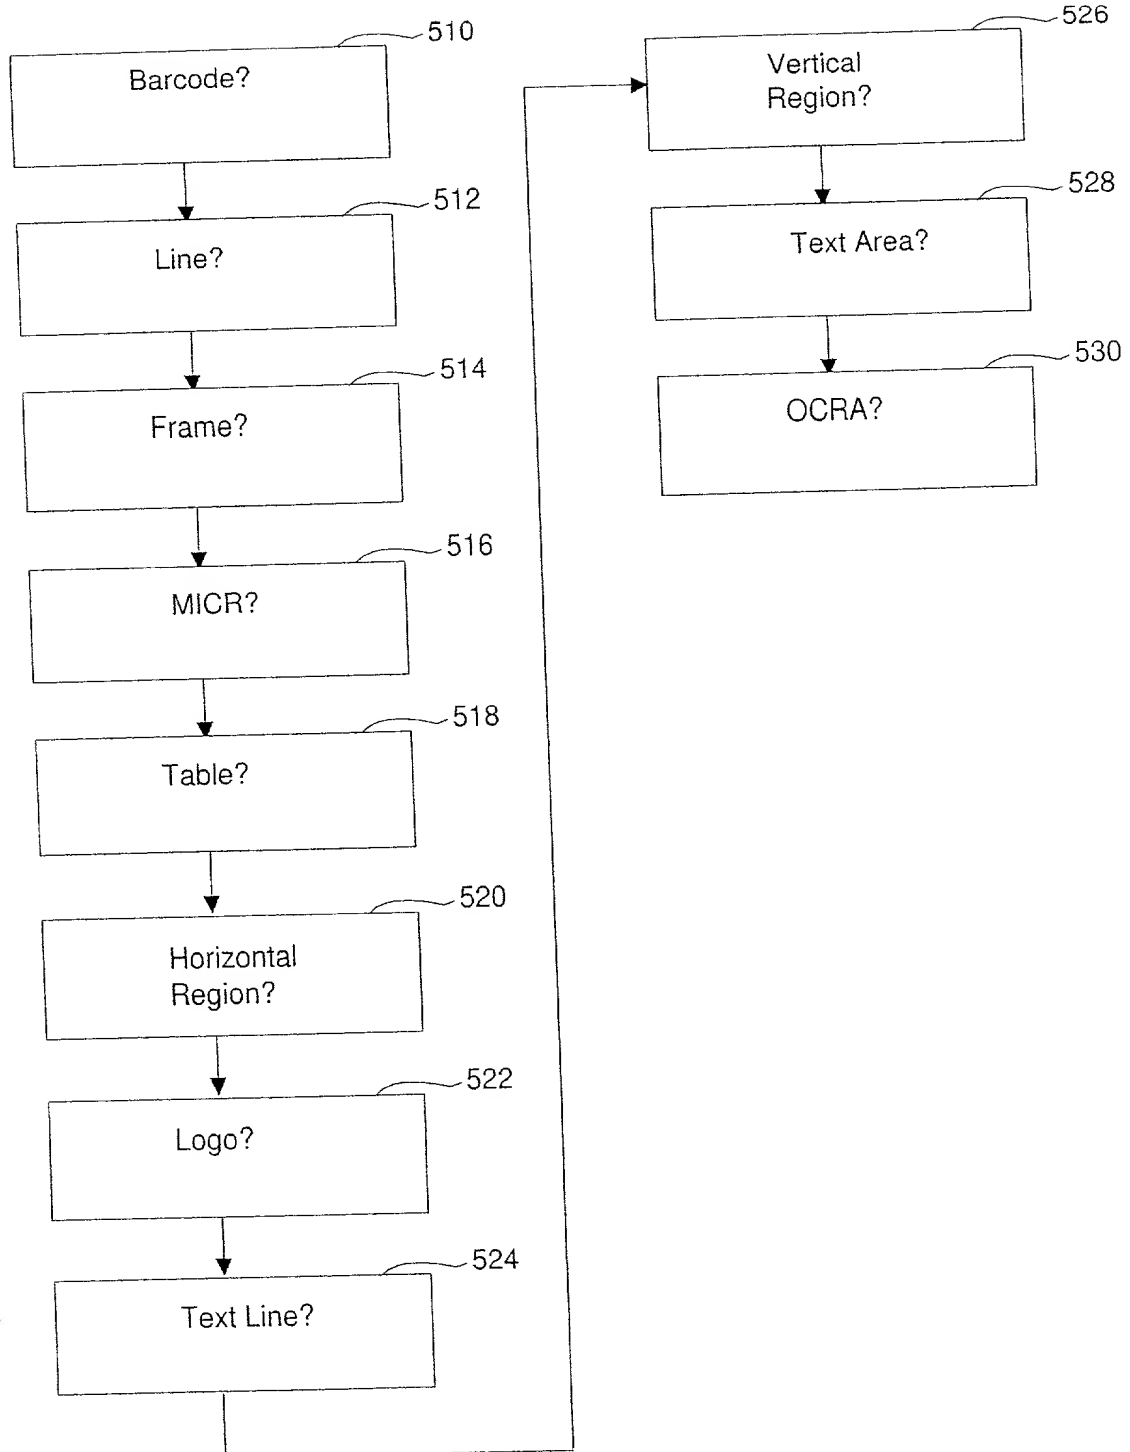 510
Barcode?
512
Line?
514
Frame?
516
MICR?
518
Table?
520
Horizontal
Region?
522
Logo?
524
Text Line?
526
Vertical
Region?
528
Text Area?
530
OCRA?